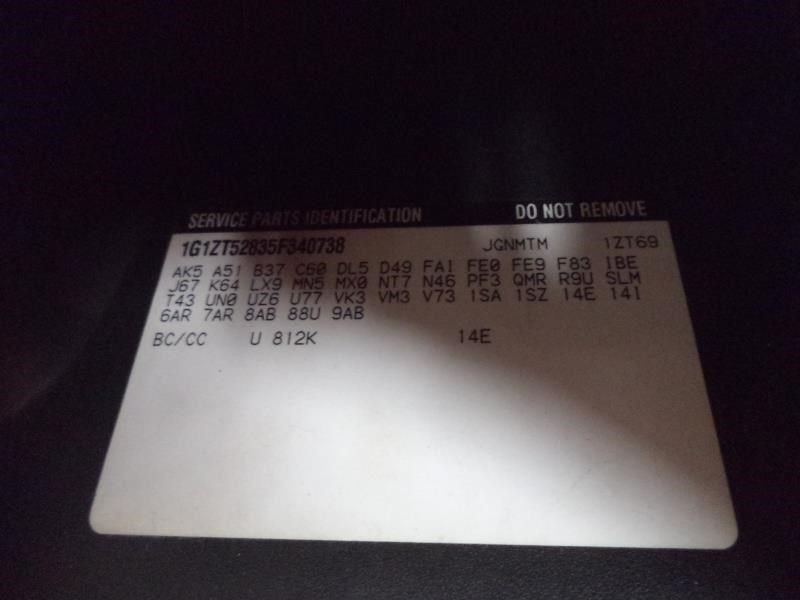 SERVICE PARTS IDENTIFICATION DO NOT REMOVE
1G1ZT52835F340738 JGNMTM 1ZT69
AK5 A51 B37 C60 DL5 D49 FAI FE0 FE9 F83 IBE
J67 K64 LX9 MN5 MX0 NT7 N46 PF3 QMR R9U SLM
T43 UN0 UZ6 U77 VK3 VM3 V73 1SA 1SZ 14E 14I
6AR 7AR 8AB 88U 9AB
BC/CC U 812K 14E